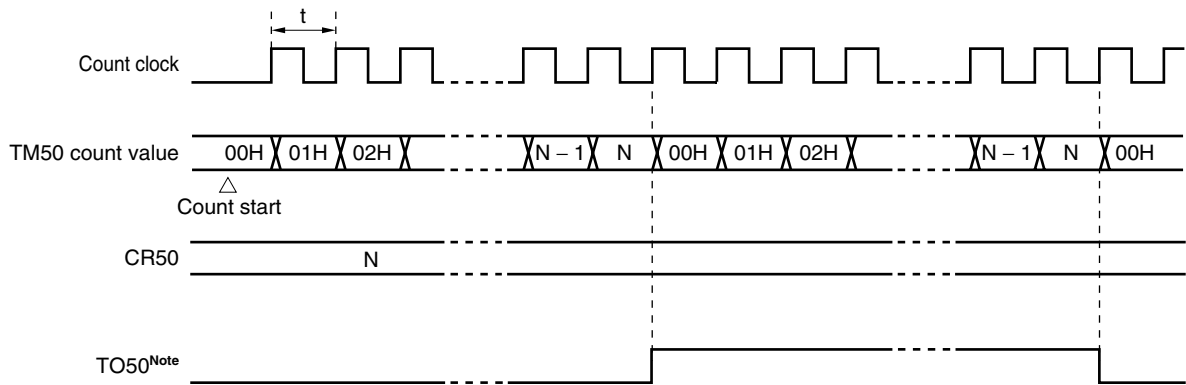 t
Count clock
TM50 count value 00H 01H 02H N – 1 N 00H 01H 02H N – 1 N 00H
△
Count start
CR50 N
TO50Note